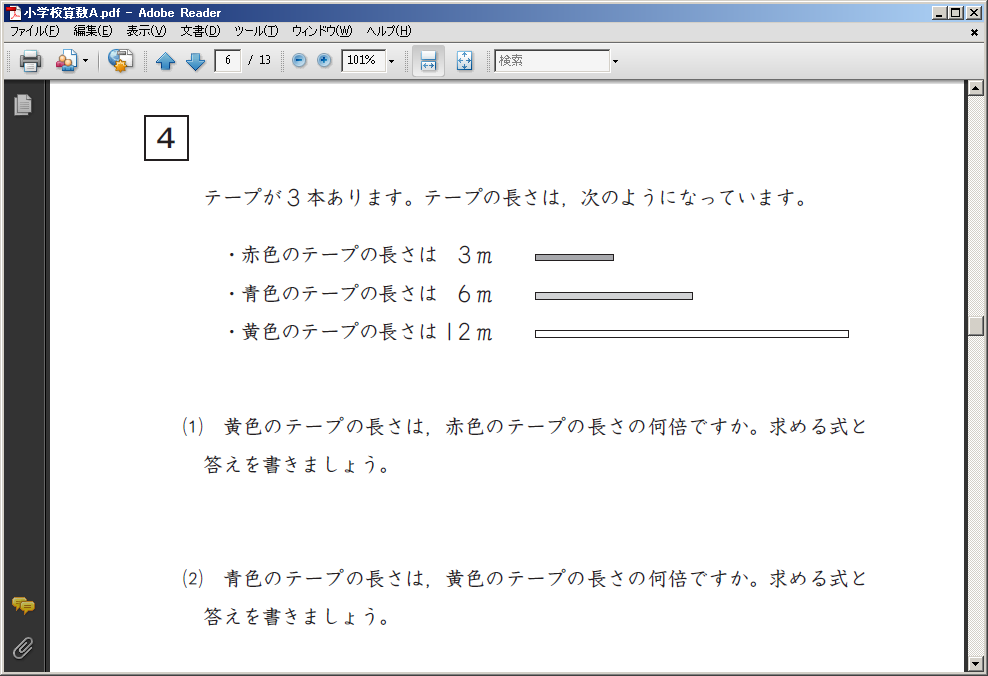 小学校算数A.pdf - Adobe Reader
ファイル(F) 編集(E) 表示(V) 文書(D) ツール(T) ウィンドウ(W) ヘルプ(H)
6 / 13 101% 検索
4
テープが3本あります。テープの長さは，次のようになっています。
・赤色のテープの長さは 3m
・青色のテープの長さは 6m
・黄色のテープの長さは12m
(1) 黄色のテープの長さは，赤色のテープの長さの何倍ですか。求める式と
答えを書きましょう。
(2) 青色のテープの長さは，黄色のテープの長さの何倍ですか。求める式と
答えを書きましょう。